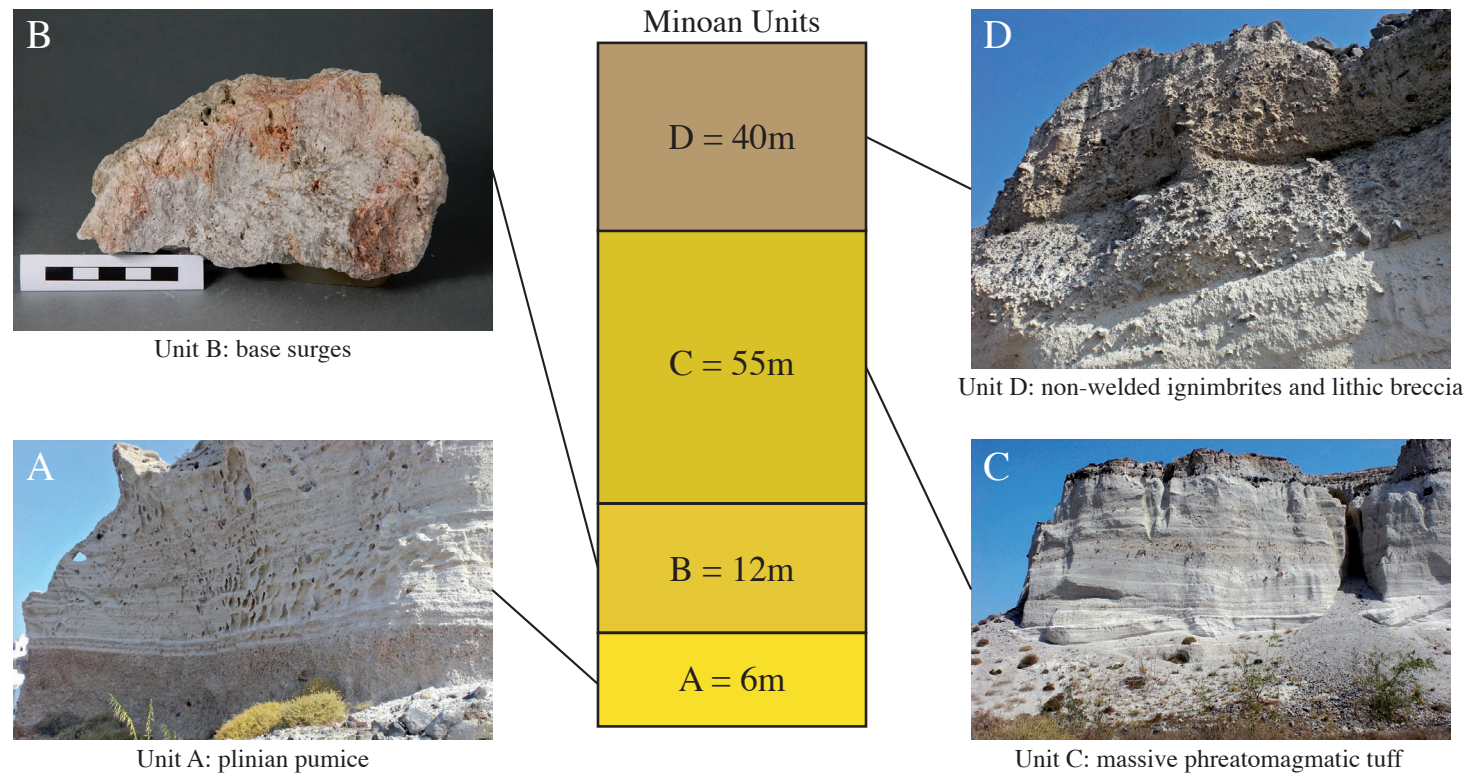 Minoan Units
B
Unit B: base surges
A
Unit A: plinian pumice
D = 40m
C = 55m
B = 12m
A = 6m
D
Unit D: non-welded ignimbrites and lithic breccia
C
Unit C: massive phreatomagmatic tuff